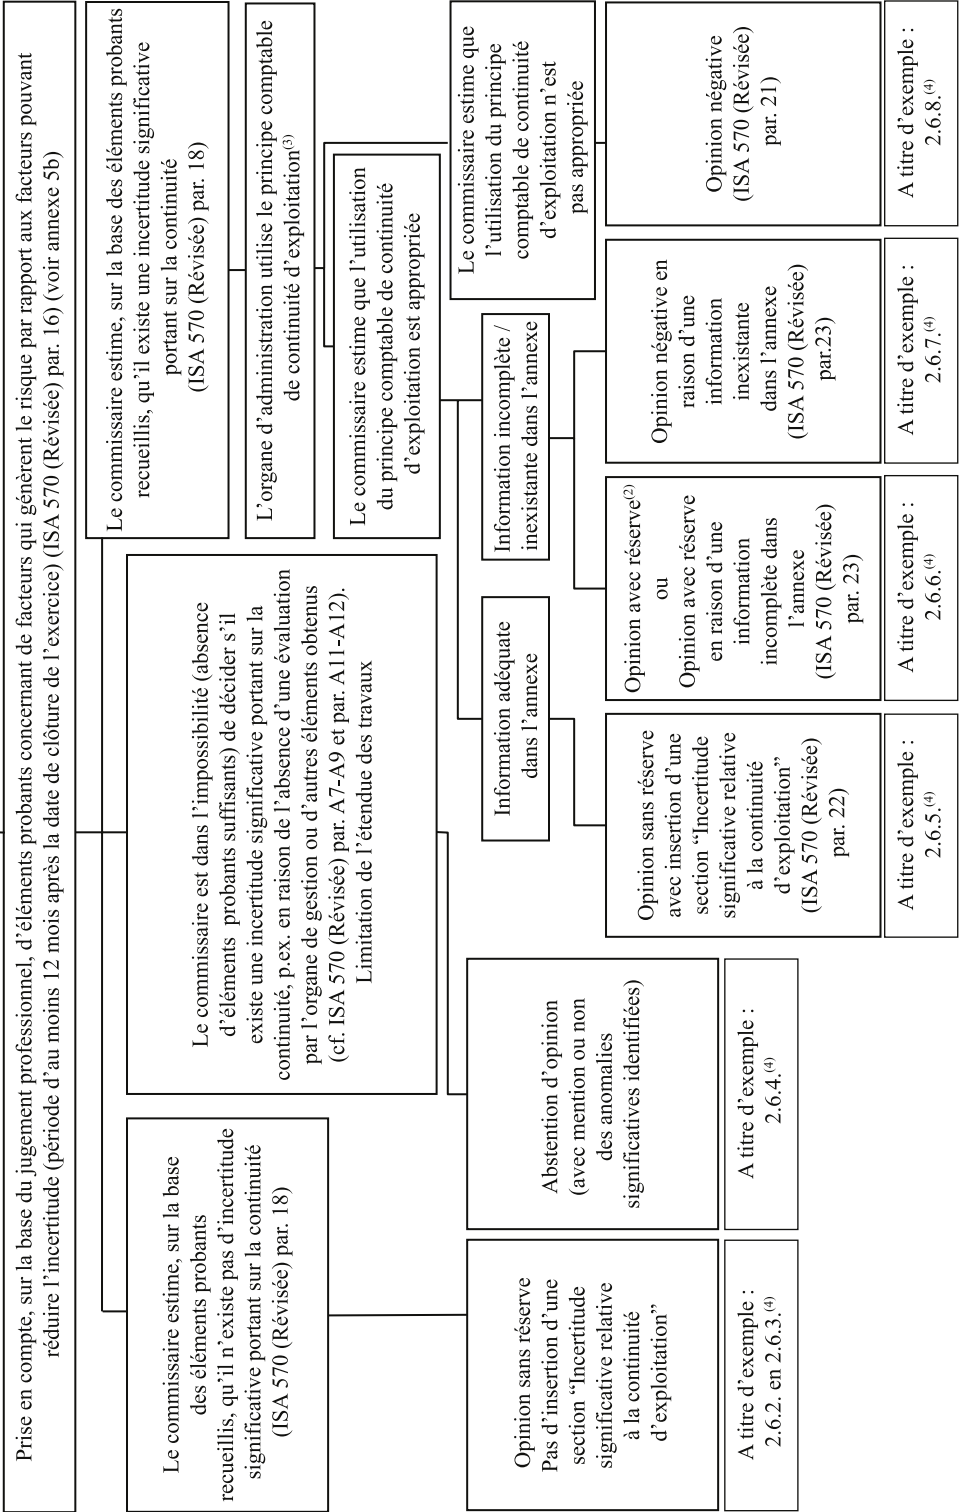 Prise en compte, sur la base du jugement professionnel, d'éléments probants concernant de facteurs qui génèrent le risque par rapport aux facteurs pouvant
réduire l'incertitude (période d'au moins 12 mois après la date de clôture de l'exercice) (ISA 570 (Révisée) par. 16) (voir annexe 5b)
Le commissaire estime, sur la base
des éléments probants
recueillis, qu'il n'existe pas d'incertitude
significative portant sur la continuité
(ISA 570 (Révisée) par. 18)
Opinion sans réserve
Pas d'insertion d'une
section “Incertitude
significative relative
à la continuité
d'exploitation”
A titre d'exemple :
2.6.2. en 2.6.3.(4)
Le commissaire est dans l'impossibilité (absence
d'éléments probants suffisants) de décider s'il
existe une incertitude significative portant sur la
continuité, p.ex. en raison de l'absence d'une évaluation
par l'organe de gestion ou d'autres éléments obtenus
(cf. ISA 570 (Révisée) par. A7-A9 et par. A11-A12).
Limitation de l'étendue des travaux
Abstention d'opinion
(avec mention ou non
des anomalies
significatives identifiées)
A titre d'exemple :
2.6.4.(4)
Le commissaire estime, sur la base des éléments probants
recueillis, qu'il existe une incertitude significative
portant sur la continuité
(ISA 570 (Révisée) par. 18)
L'organe d'administration utilise le principe comptable
de continuité d'exploitation(3)
Le commissaire estime que l'utilisation
du principe comptable de continuité
d'exploitation est appropriée
Le commissaire estime que
l'utilisation du principe
comptable de continuité
d'exploitation n'est
pas appropriée
Information adéquate
dans l'annexe
Information incomplète /
inexistante dans l'annexe
Opinion sans réserve
avec insertion d'une
section “Incertitude
significative relative
à la continuité
d'exploitation”
(ISA 570 (Révisée)
par. 22)
A titre d'exemple :
2.6.5.(4)
Opinion avec réserve(2)
ou
Opinion avec réserve
en raison d'une
information
incomplète dans
l'annexe
(ISA 570 (Révisée)
par. 23)
A titre d'exemple :
2.6.6.(4)
Opinion négative en
raison d'une
information
inexistante
dans l'annexe
(ISA 570 (Révisée)
par.23)
A titre d'exemple :
2.6.7.(4)
Opinion négative
(ISA 570 (Révisée)
par. 21)
A titre d'exemple :
2.6.8.(4)